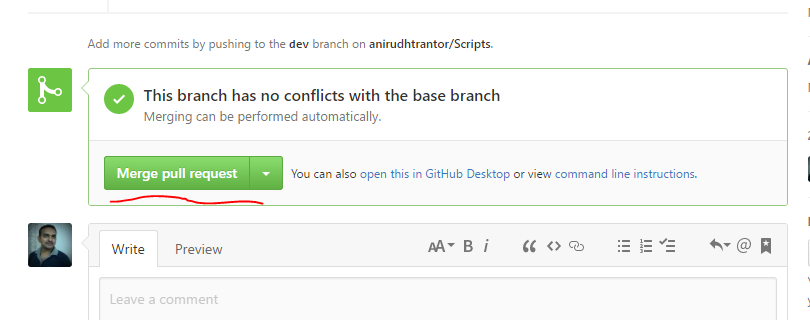 Add more commits by pushing to the dev branch on anirudhtrantor/Scripts.
This branch has no conflicts with the base branch
Merging can be performed automatically.
Merge pull request
You can also open this in GitHub Desktop or view command line instructions.
Write Preview
AA B i
Leave a comment